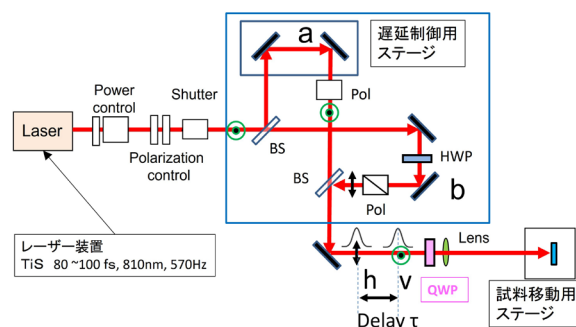 a
遅延制御用
ステージ
Power
control
Shutter
Pol
Laser
BS
Polarization
control
HWP
BS
b
Pol
レーザー装置
TiS 80 ~100 fs, 810nm, 570Hz
Lens
h
v
QWP
Delay τ
試料移動用
ステージ